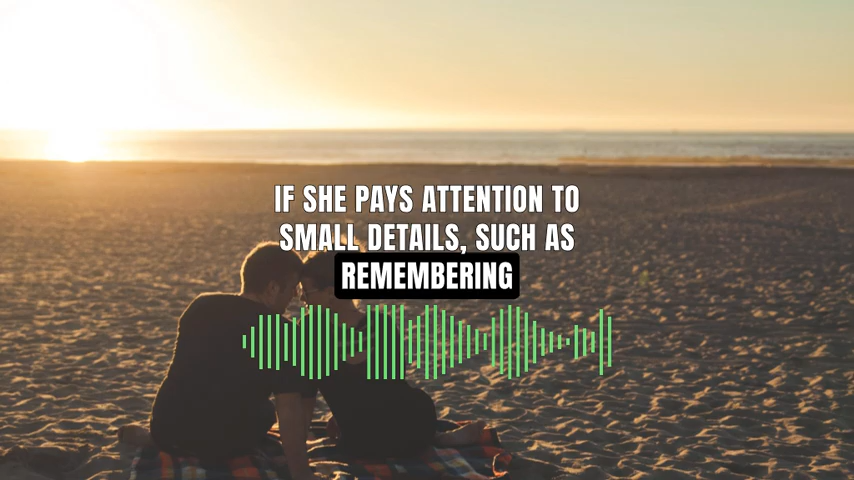 IF SHE PAYS ATTENTION TO
SMALL DETAILS, SUCH AS
REMEMBERING